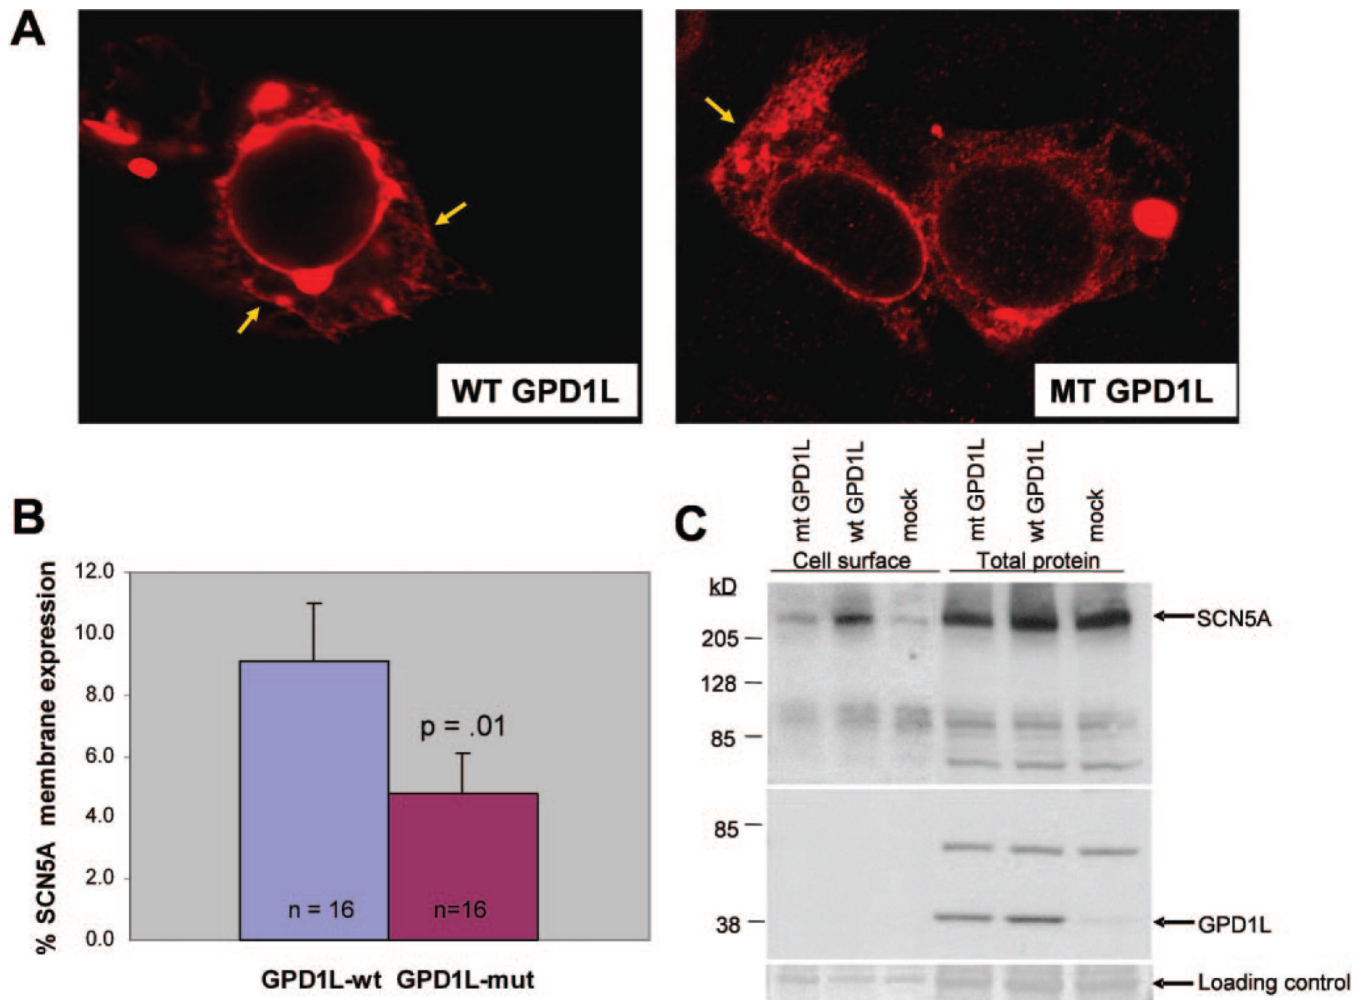 A
WT GPD1L
MT GPD1L
B
% SCN5A membrane expression
12.0
10.0
8.0
6.0
4.0
2.0
0.0
p = .01
n = 16
n=16
GPD1L-wt GPD1L-mut
C
mt GPD1L
wt GPD1L
mock
mt GPD1L
wt GPD1L
mock
Cell surface
Total protein
kD
205
128
85
SCN5A
85
38
GPD1L
Loading control